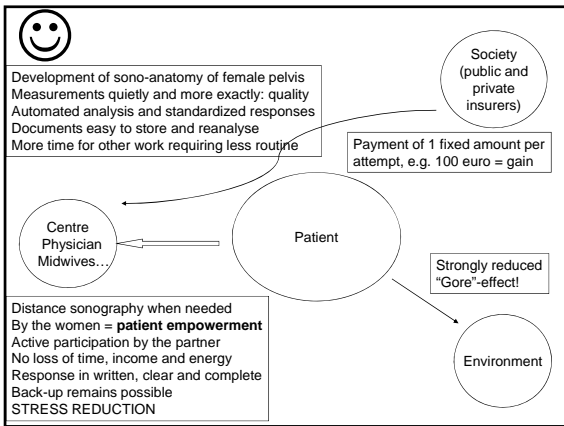 Development of sono-anatomy of female pelvis
Measurements quietly and more exactly: quality
Automated analysis and standardized responses
Documents easy to store and reanalyse
More time for other work requiring less routine
Society
(public and
private
insurers)
Payment of 1 fixed amount per
attempt, e.g. 100 euro = gain
Centre
Physician
Midwives…
Patient
Strongly reduced
“Gore”-effect!
Environment
Distance sonography when needed
By the women = patient empowerment
Active participation by the partner
No loss of time, income and energy
Response in written, clear and complete
Back-up remains possible
STRESS REDUCTION